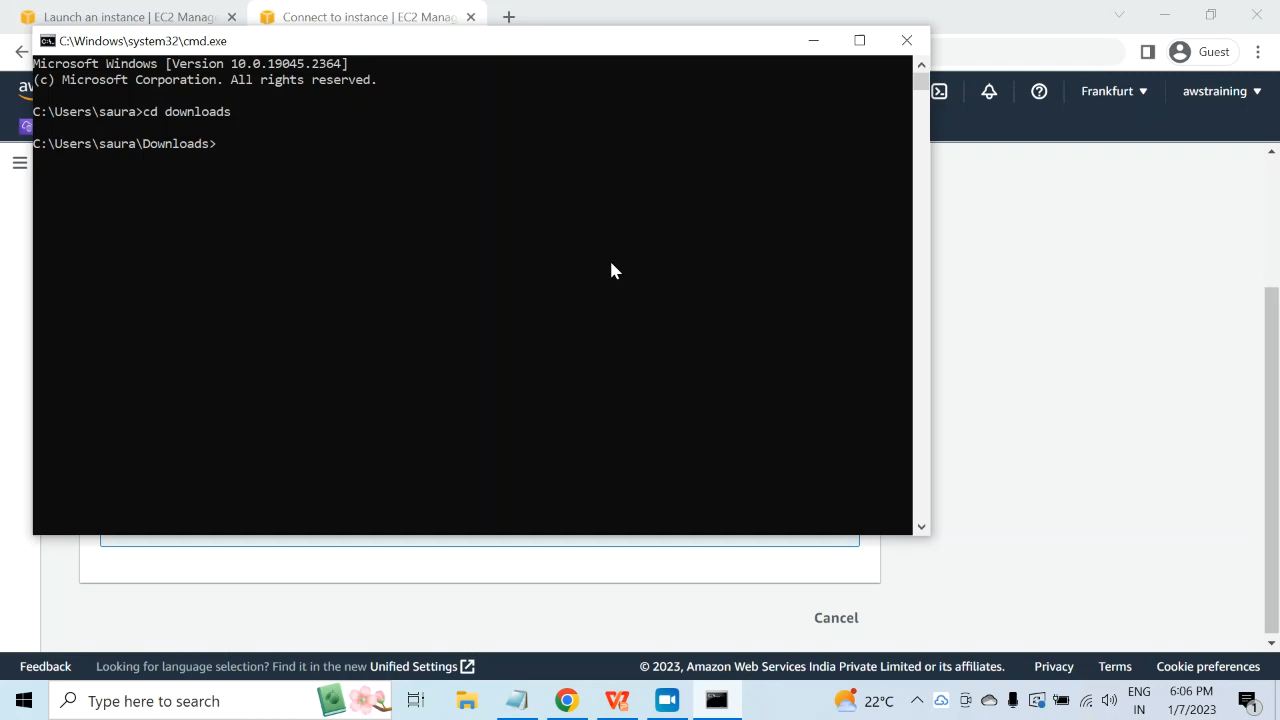 Launch an instance | EC2 Manag
Connect to instance | EC2 Manag
C:\Windows\system32\cmd.exe
Guest
Microsoft Windows [Version 10.0.19045.2364]
(c) Microsoft Corporation. All rights reserved.
C:\Users\saura>cd downloads
C:\Users\saura\Downloads>
Frankfurt
awstraining
Cancel
Feedback
Looking for language selection? Find it in the new Unified Settings
© 2023, Amazon Web Services India Private Limited or its affiliates.
Privacy
Terms
Cookie preferences
Type here to search
22°C
ENG
IN
6:06 PM
1/7/2023
1